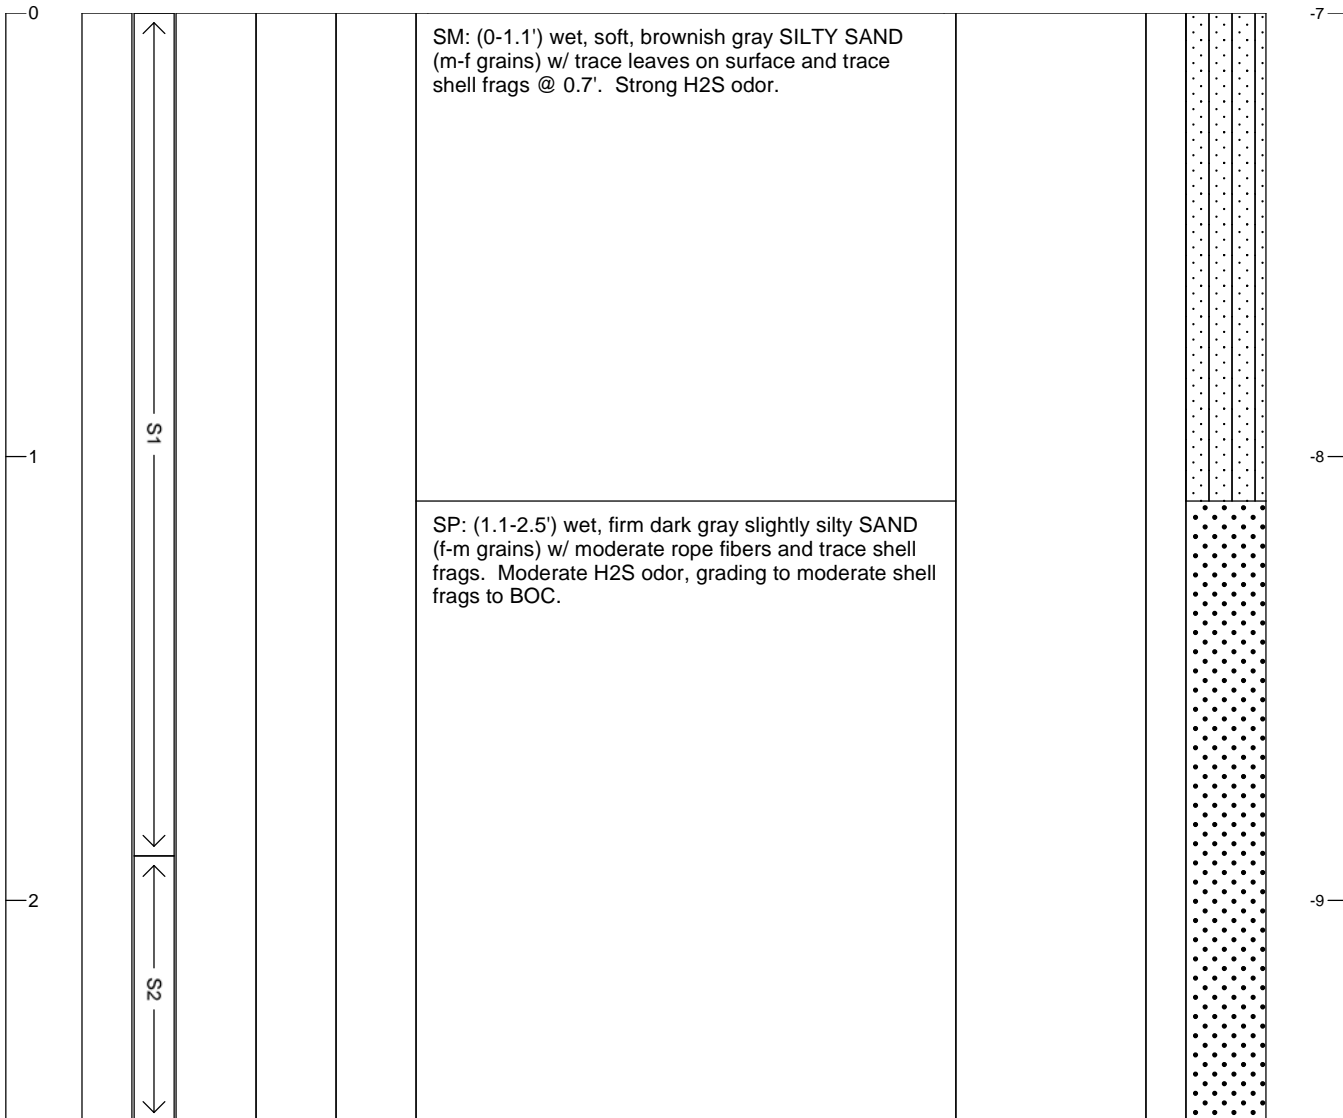 0
-7
SM: (0-1.1') wet, soft, brownish gray SILTY SAND
(m-f grains) w/ trace leaves on surface and trace
shell frags @ 0.7'.  Strong H2S odor.
S1
1
-8
SP: (1.1-2.5') wet, firm dark gray slightly silty SAND
(f-m grains) w/ moderate rope fibers and trace shell
frags.  Moderate H2S odor, grading to moderate shell
frags to BOC.
2
-9
S2